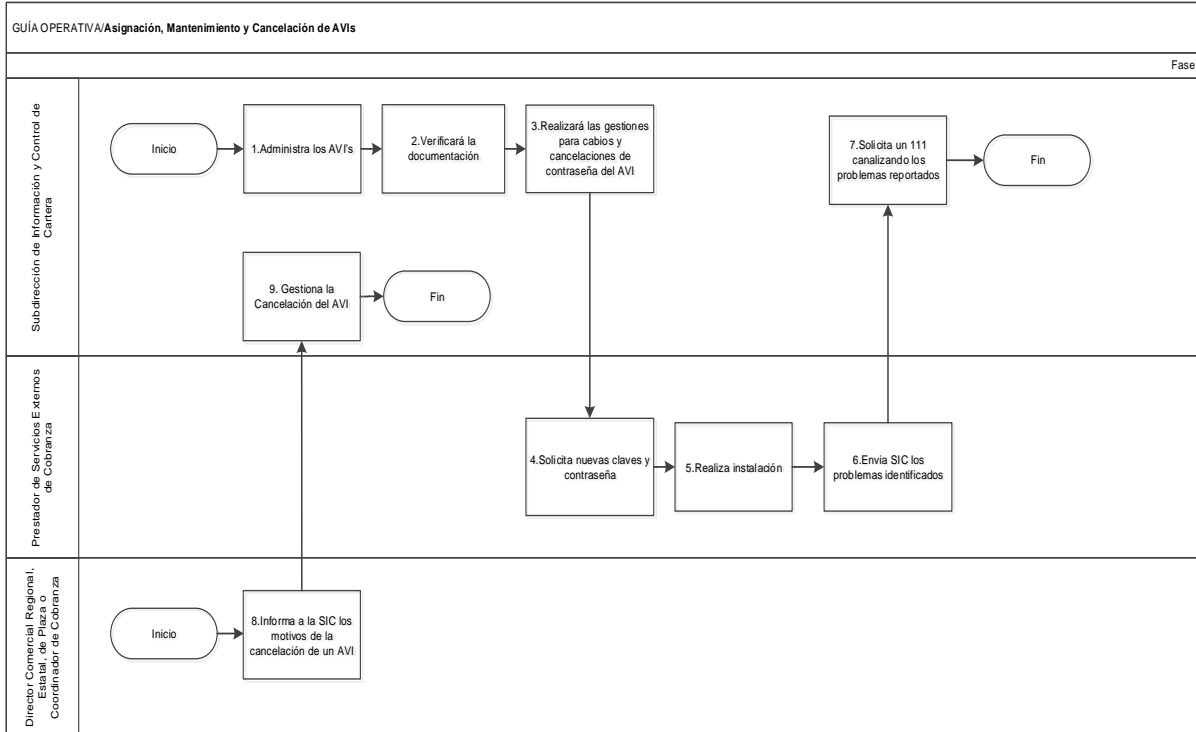 GUÍA OPERATIVA/Asignación, Mantenimiento y Cancelación de AVIs
Fase
Subdirección de Información y Control de
Cartera
Inicio
1.Administra los AVI's
2.Verificará la
documentación
3.Realizará las gestiones
para cabios y
cancelaciones de
contraseña del AVI
7.Solicita un 111
canalizando los
problemas reportados
Fin
9. Gestiona la
Cancelación del AVI
Fin
Prestador de Servicios Externos
de Cobranza
4.Solicita nuevas claves y
contraseña
5.Realiza instalación
6.Envia SIC los
problemas identificados
Director Comercial Regional,
Estatal, de Plaza o
Coordinador de Cobranza
Inicio
8.Informa a la SIC los
motivos de la
cancelación de un AVI